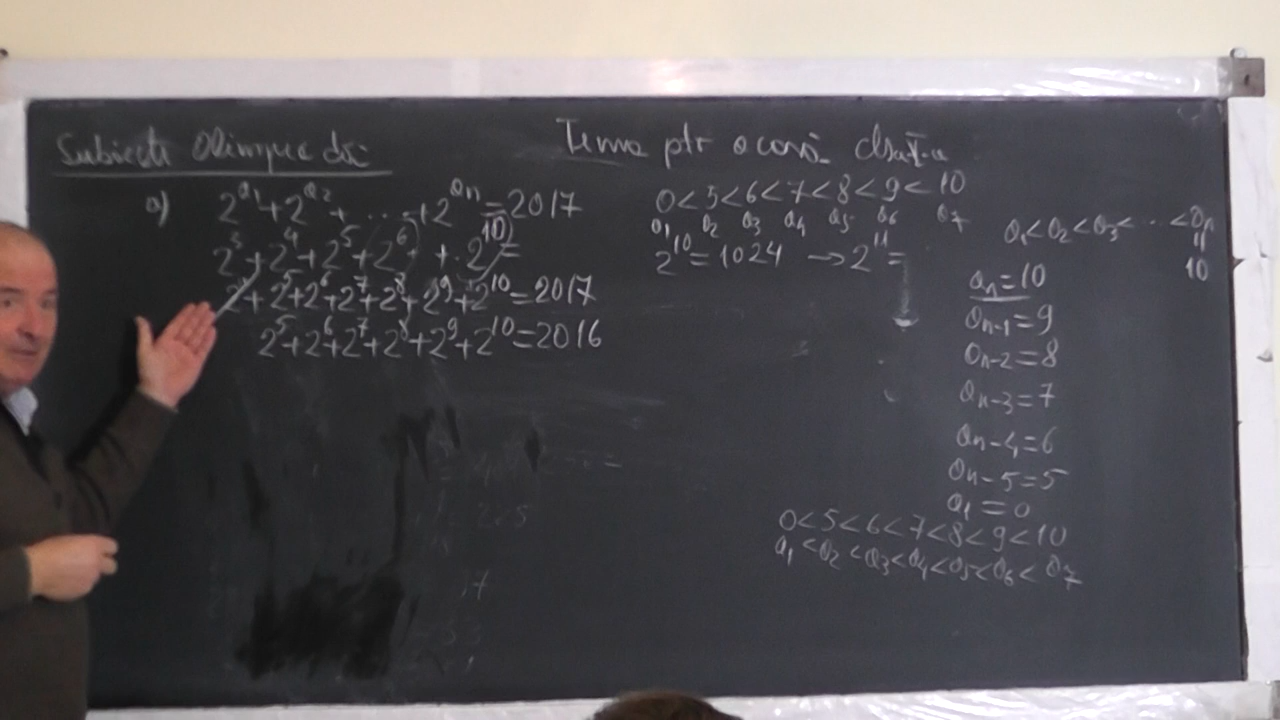 Subiecte Olimpiadă
a) 2^a1 + 2^a2 + ... + 2^an = 2017
2^3 + 2^4 + 2^5 + 2^6 + . 2^10 =
2 + 2^5 + 2^6 + 2^7 + 2^8 + 2^9 + 2^10 = 2017
2^5 + 2^6 + 2^7 + 2^8 + 2^9 + 2^10 = 2016
Tema ptr acasă
0 < 5 < 6 < 7 < 8 < 9 < 10
a1 a2 a3 a4 a5 a6 a7
2^10 = 1024 → 2^11 =
a1 < a2 < a3 < ... < an
11
10
an = 10
an-1 = 9
an-2 = 8
an-3 = 7
an-4 = 6
an-5 = 5
a1 = 0
0 < 5 < 6 < 7 < 8 < 9 < 10
a1 < a2 < a3 < a4 < a5 < a6 < a7